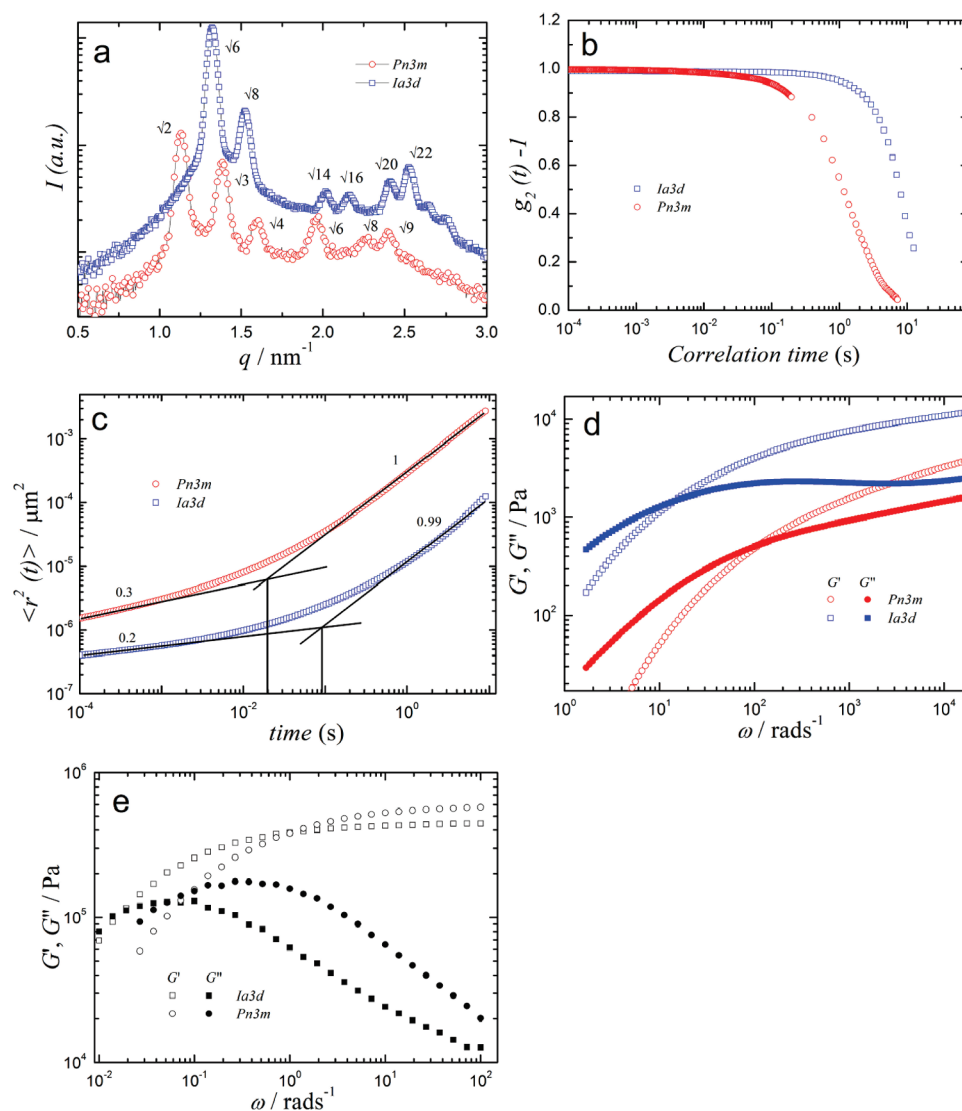 a
I (a.u.)
√6
Pn3m
Ia3d
√8
√2
√3
√14
√16
√20
√22
√4
√6
√8
√9
0.5 1.0 1.5 2.0 2.5 3.0
q / nm⁻¹
b
g₂(t) -1
1.0
0.8
0.6
0.4
0.2
0.0
Ia3d
Pn3m
10⁻⁴ 10⁻³ 10⁻² 10⁻¹ 10⁰ 10¹
Correlation time (s)
c
<r²(t)> / μm²
10⁻³
10⁻⁴
10⁻⁵
10⁻⁶
10⁻⁷
Pn3m
Ia3d
1
0.99
0.3
0.2
10⁻⁴ 10⁻² 10⁰
time (s)
d
G', G'' / Pa
10⁴
10³
10²
G' G''
Pn3m
Ia3d
10⁰ 10¹ 10² 10³ 10⁴
ω / rads⁻¹
e
G', G'' / Pa
10⁶
10⁵
10⁴
G' G''
Ia3d
Pn3m
10⁻² 10⁻¹ 10⁰ 10¹ 10²
ω / rads⁻¹